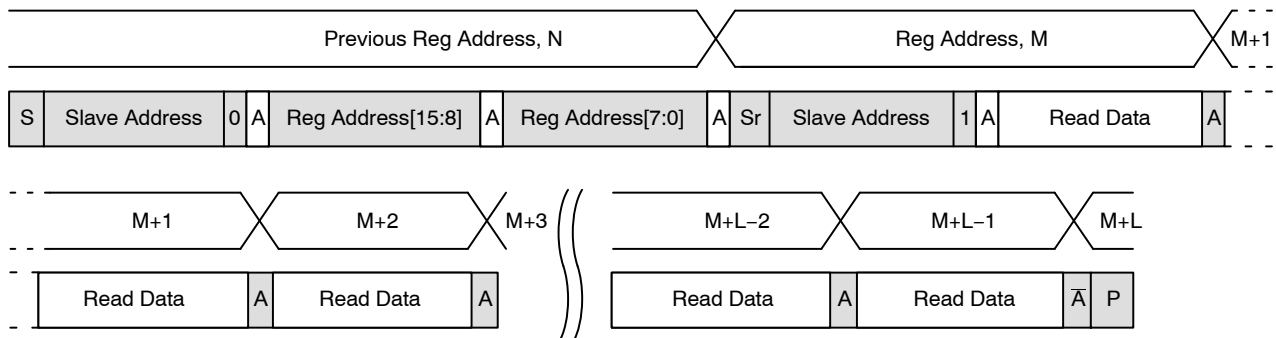 Previous Reg Address, N Reg Address, M M+1
S Slave Address 0 A Reg Address[15:8] A Reg Address[7:0] A Sr Slave Address 1 A Read Data A
M+1 M+2 M+3 M+L−2 M+L−1 M+L
Read Data A Read Data A Read Data A Read Data A̅ P